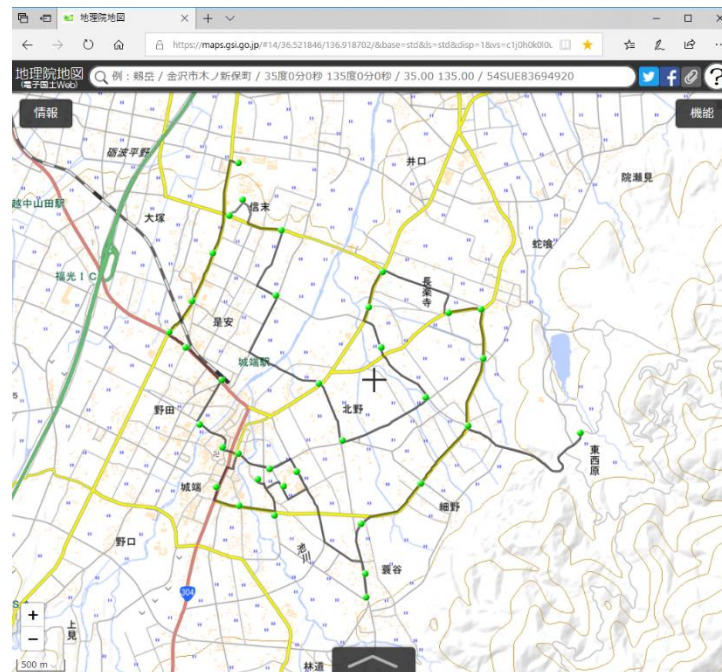 地理院地図
https://maps.gsi.go.jp/#14/36.521846/136.918702/&base=std&ls=std&disp=1&vs=c1j0h0k0l0u
地理院地図
(電子国土Web)
例：鶴岳 / 金沢市木ノ新保町 / 35度0分0秒 135度0分0秒 / 35.00 135.00 / 54SUE83694920
情報
機能
砺波平野
井口
院瀬見
越中山田駅
大塚
信末
蛇喰
福光IC
長楽寺
是安
城端駅
野田
北野
東西原
城端
細野
野口
池川
蓑谷
304
上見
林道
500 m